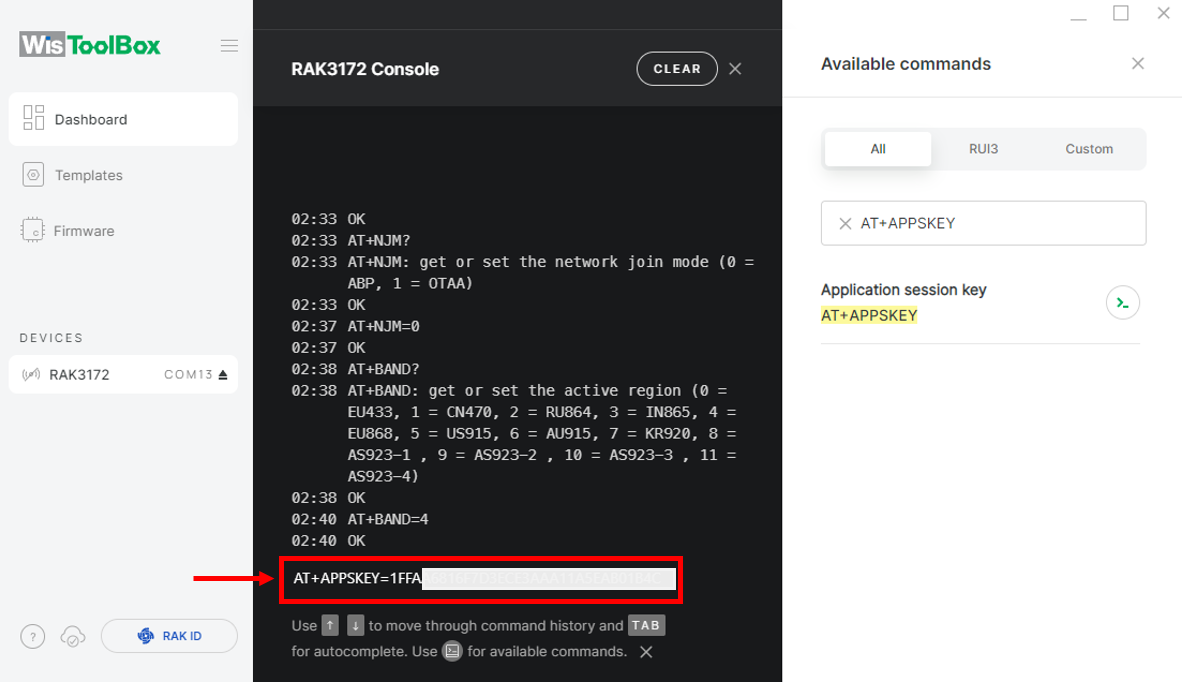 WisToolBox
Dashboard
Templates
Firmware
DEVICES
RAK3172 COM13
?
RAK ID
RAK3172 Console
CLEAR
02:33 OK
02:33 AT+NJM?
02:33 AT+NJM: get or set the network join mode (0 =
ABP, 1 = OTAA)
02:33 OK
02:37 AT+NJM=0
02:37 OK
02:38 AT+BAND?
02:38 AT+BAND: get or set the active region (0 =
EU433, 1 = CN470, 2 = RU864, 3 = IN865, 4 =
EU868, 5 = US915, 6 = AU915, 7 = KR920, 8 =
AS923-1 , 9 = AS923-2 , 10 = AS923-3 , 11 =
AS923-4)
02:38 OK
02:40 AT+BAND=4
02:40 OK
AT+APPSKEY=1FFA
Use ↑ ↓ to move through command history and TAB
for autocomplete. Use for available commands.
Available commands
All RUI3 Custom
AT+APPSKEY
Application session key
AT+APPSKEY